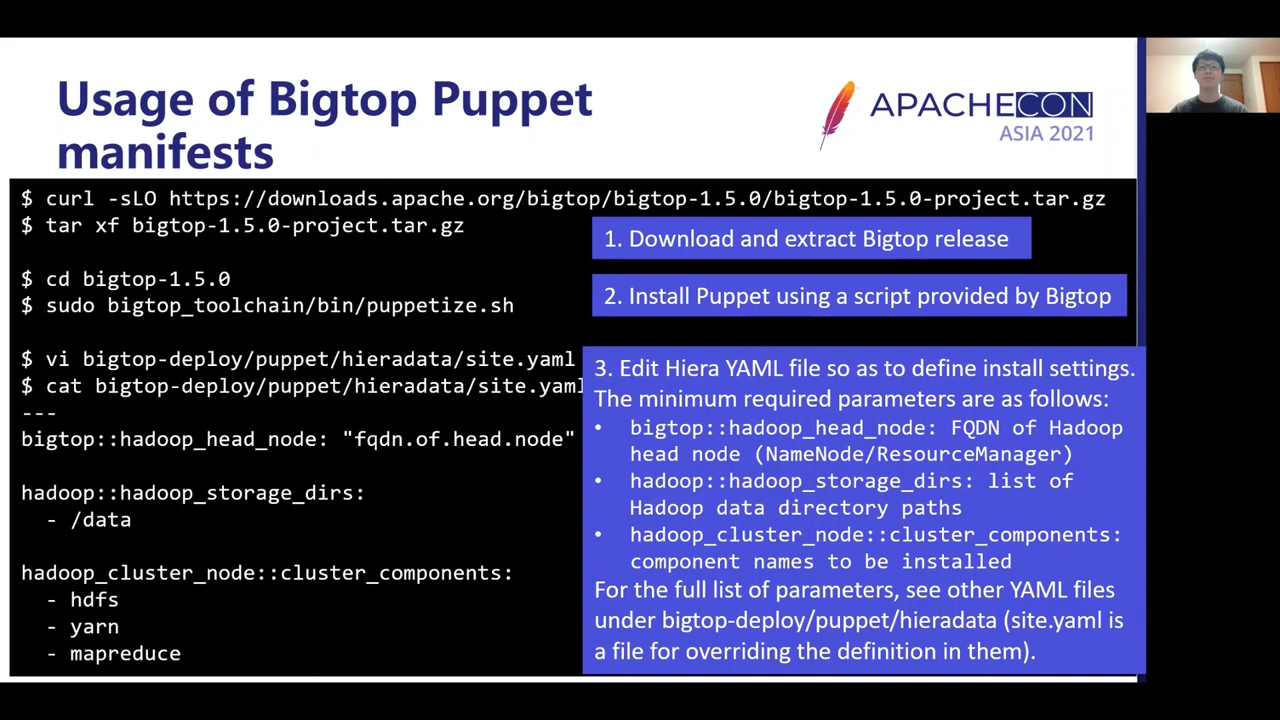 Usage of Bigtop Puppet
manifests
APACHECON
ASIA 2021
$ curl -sLO https://downloads.apache.org/bigtop/bigtop-1.5.0/bigtop-1.5.0-project.tar.gz
$ tar xf bigtop-1.5.0-project.tar.gz
1. Download and extract Bigtop release
$ cd bigtop-1.5.0
$ sudo bigtop_toolchain/bin/puppetize.sh
2. Install Puppet using a script provided by Bigtop
$ vi bigtop-deploy/puppet/hieradata/site.yaml
$ cat bigtop-deploy/puppet/hieradata/site.yaml
---
bigtop::hadoop_head_node: "fqdn.of.head.node"
hadoop::hadoop_storage_dirs:
- /data
hadoop_cluster_node::cluster_components:
- hdfs
- yarn
- mapreduce
3. Edit Hiera YAML file so as to define install settings.
The minimum required parameters are as follows:
• bigtop::hadoop_head_node: FQDN of Hadoop
head node (NameNode/ResourceManager)
• hadoop::hadoop_storage_dirs: list of
Hadoop data directory paths
• hadoop_cluster_node::cluster_components:
component names to be installed
For the full list of parameters, see other YAML files
under bigtop-deploy/puppet/hieradata (site.yaml is
a file for overriding the definition in them).